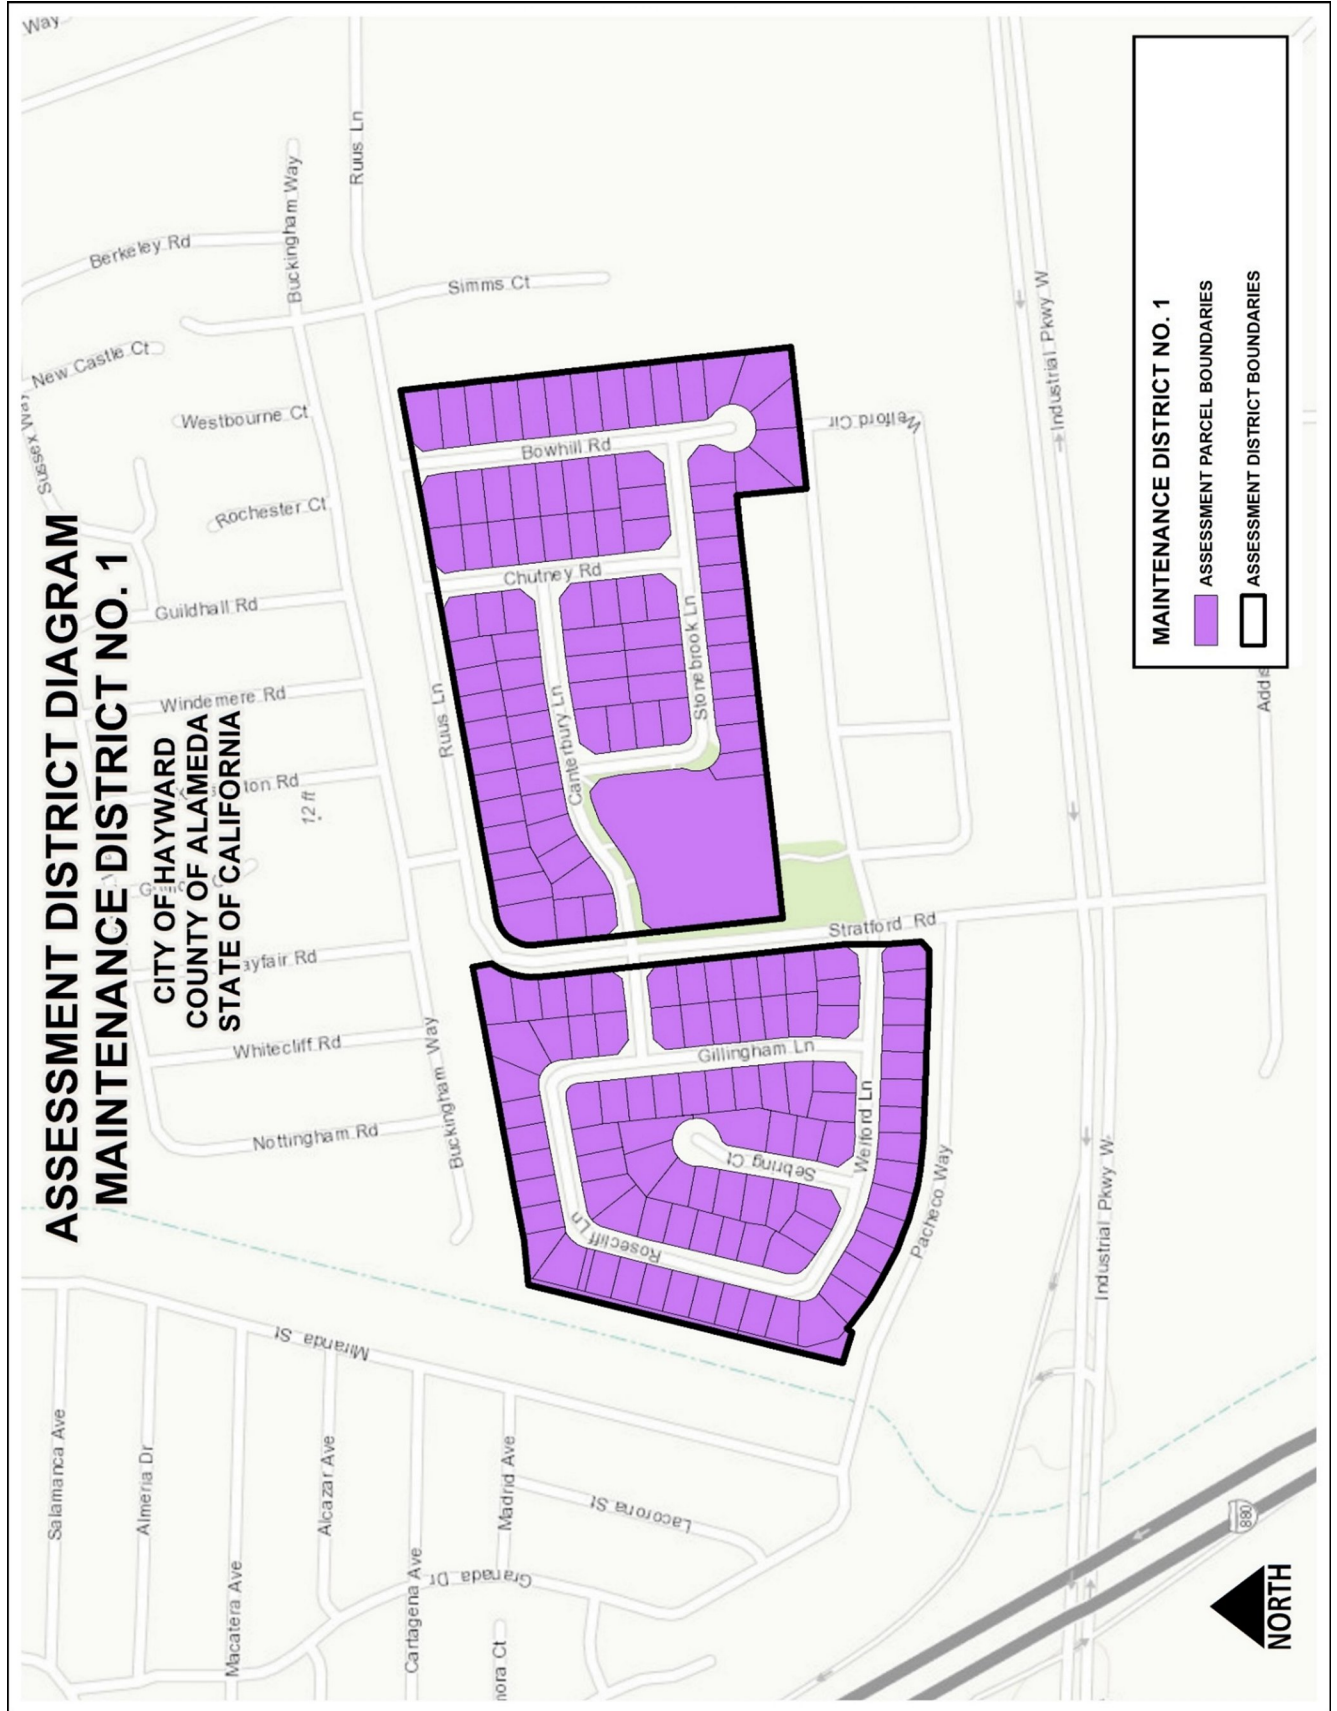 ASSESSMENT DISTRICT DIAGRAM
MAINTENANCE DISTRICT NO. 1
CITY OF HAYWARD
COUNTY OF ALAMEDA
STATE OF CALIFORNIA
Way
Sussex Way
New Castle Ct
Berkeley Rd
Buckingham Way
Ruus Ln
Simms Ct
Westbourne Ct
Rochester Ct
Guildhall Rd
Windemere Rd
ton Rd
12 ft
ayfair Rd
Whitecliff Rd
Nottingham Rd
Buckingham Way
Ruus Ln
Bowhill Rd
Chutney Rd
Canterbury Ln
Stonebrook Ln
Welford Cir
Stratford Rd
Gillingham Ln
Welford Ln
Sebring Ct
Rosecliff Ln
Pacheco Way
Industrial Pkwy W
Industrial Pkwy W
Addis
Miranda St
Salamanca Ave
Almeria Dr
Macatera Ave
Alcazar Ave
Cartagena Ave
Madrid Ave
Lacorona St
Granada Dr
nora Ct
880
MAINTENANCE DISTRICT NO. 1
ASSESSMENT PARCEL BOUNDARIES
ASSESSMENT DISTRICT BOUNDARIES
NORTH